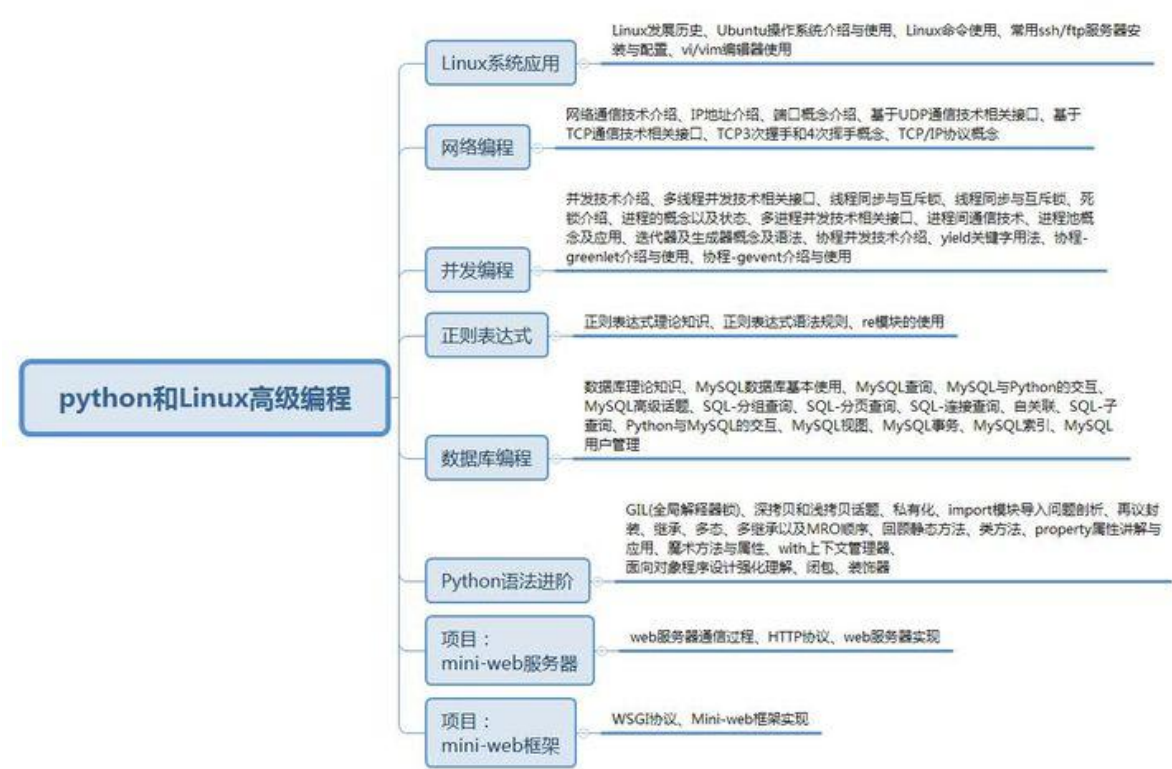 python和Linux高级编程
Linux系统应用
Linux发展历史、Ubuntu操作系统介绍与使用、Linux命令使用、常用ssh/ftp服务器安
装与配置、vi/vim编辑器使用
网络编程
网络通信技术介绍、IP地址介绍、端口概念介绍、基于UDP通信技术相关接口、基于
TCP通信技术相关接口、TCP3次握手和4次挥手概念、TCP/IP协议概念
并发编程
并发技术介绍、多线程并发技术相关接口、线程同步与互斥锁、线程同步与互斥锁、死
锁介绍、进程的概念以及状态、多进程并发技术相关接口、进程间通信技术、进程池概
念及应用、迭代器及生成器概念及语法、协程并发技术介绍、yield关键字用法、协程-
greenlet介绍与使用、协程-gevent介绍与使用
正则表达式
正则表达式理论知识、正则表达式语法规则、re模块的使用
数据库编程
数据库理论知识、MySQL数据库基本使用、MySQL查询、MySQL与Python的交互、
MySQL高级话题、SQL-分组查询、SQL-分页查询、SQL-连接查询、自关联、SQL-子
查询、Python与MySQL的交互、MySQL视图、MySQL事务、MySQL索引、MySQL
用户管理
Python语法进阶
GIL(全局解释器锁)、深拷贝和浅拷贝话题、私有化、import模块导入问题剖析、再议封
装、继承、多态、多继承以及MRO顺序、回顾静态方法、类方法、property属性讲解与
应用、魔术方法与属性、with上下文管理器、
面向对象程序设计强化理解、闭包、装饰器
项目：
mini-web服务器
web服务器通信过程、HTTP协议、web服务器实现
项目：
mini-web框架
WSGI协议、Mini-web框架实现